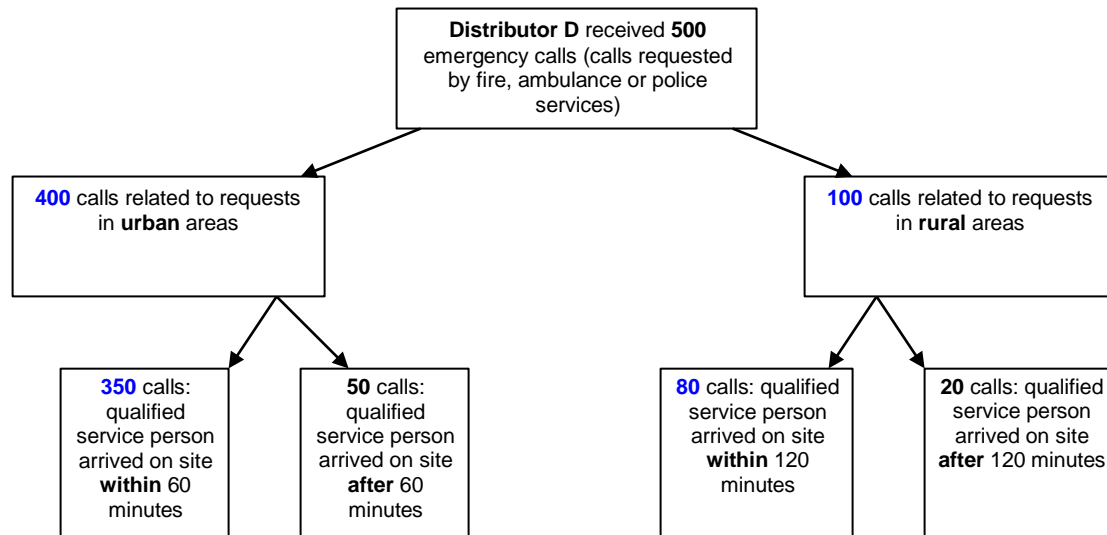 Distributor D received 500
emergency calls (calls requested
by fire, ambulance or police
services)
400 calls related to requests
in urban areas
100 calls related to requests
in rural areas
350 calls:
qualified
service person
arrived on site
within 60
minutes
50 calls:
qualified
service person
arrived on site
after 60
minutes
80 calls: qualified
service person
arrived on site
within 120
minutes
20 calls: qualified
service person
arrived on site
after 120 minutes